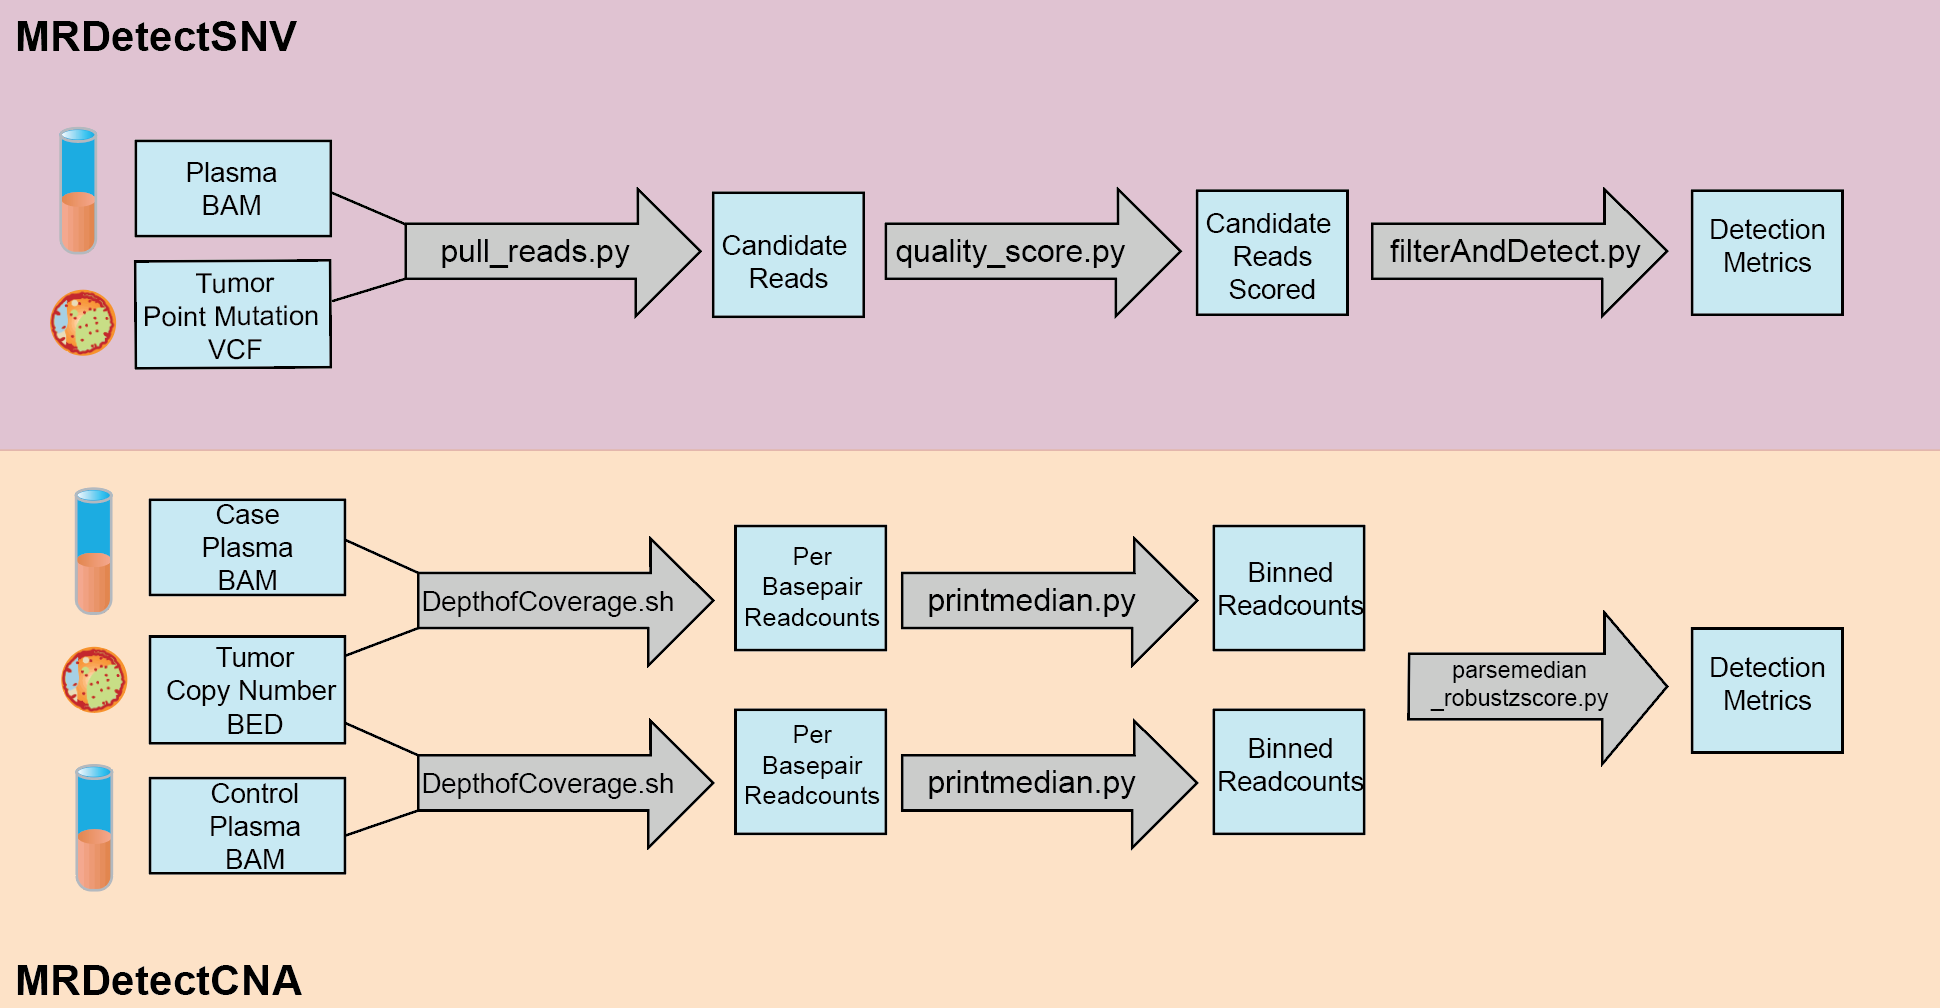 MRDetectSNV
Plasma
BAM
Tumor
Point Mutation
VCF
pull_reads.py
Candidate
Reads
quality_score.py
Candidate
Reads
Scored
filterAndDetect.py
Detection
Metrics
Case
Plasma
BAM
Tumor
Copy Number
BED
Control
Plasma
BAM
DepthofCoverage.sh
Per
Basepair
Readcounts
printmedian.py
Binned
Readcounts
DepthofCoverage.sh
Per
Basepair
Readcounts
printmedian.py
Binned
Readcounts
parsemedian
_robustzscore.py
Detection
Metrics
MRDetectCNA